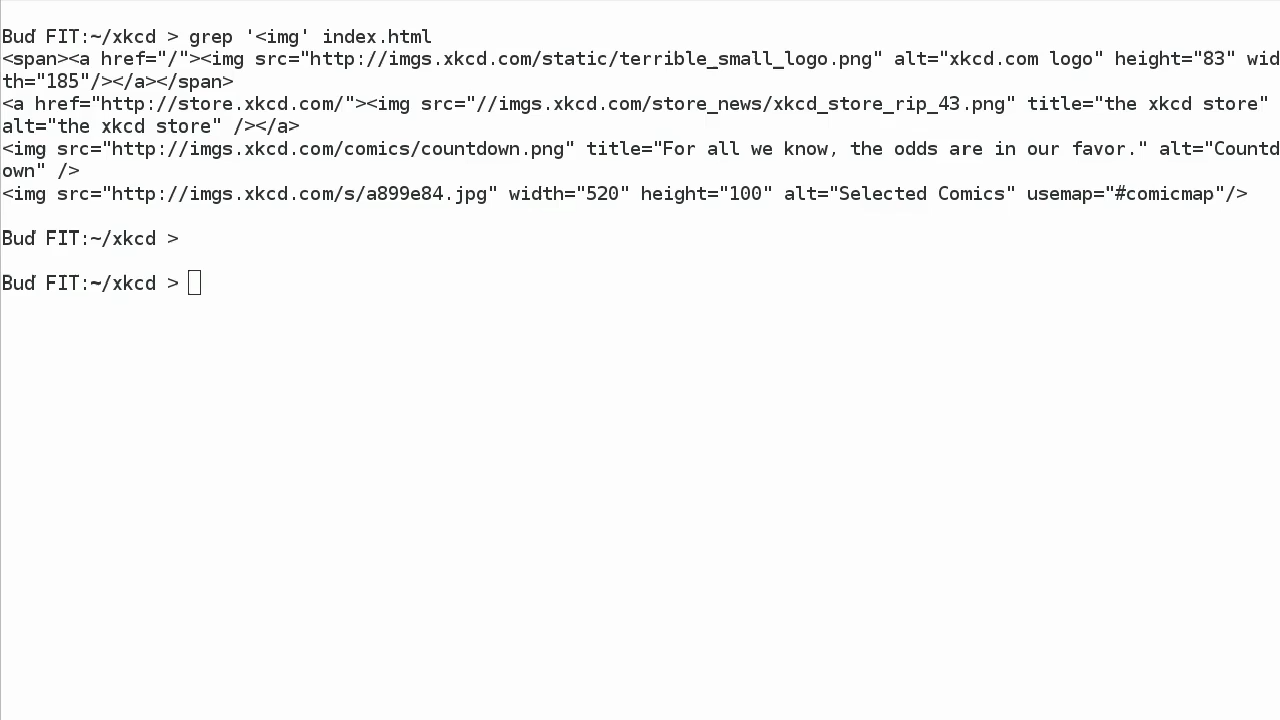 Buď FIT:~/xkcd > grep '<img' index.html
<span><a href="/"><img src="http://imgs.xkcd.com/static/terrible_small_logo.png" alt="xkcd.com logo" height="83" wid
th="185"/></a></span>
<a href="http://store.xkcd.com/"><img src="//imgs.xkcd.com/store_news/xkcd_store_rip_43.png" title="the xkcd store"
alt="the xkcd store" /></a>
<img src="http://imgs.xkcd.com/comics/countdown.png" title="For all we know, the odds are in our favor." alt="Countd
own" />
<img src="http://imgs.xkcd.com/s/a899e84.jpg" width="520" height="100" alt="Selected Comics" usemap="#comicmap"/>
Buď FIT:~/xkcd >
Buď FIT:~/xkcd >